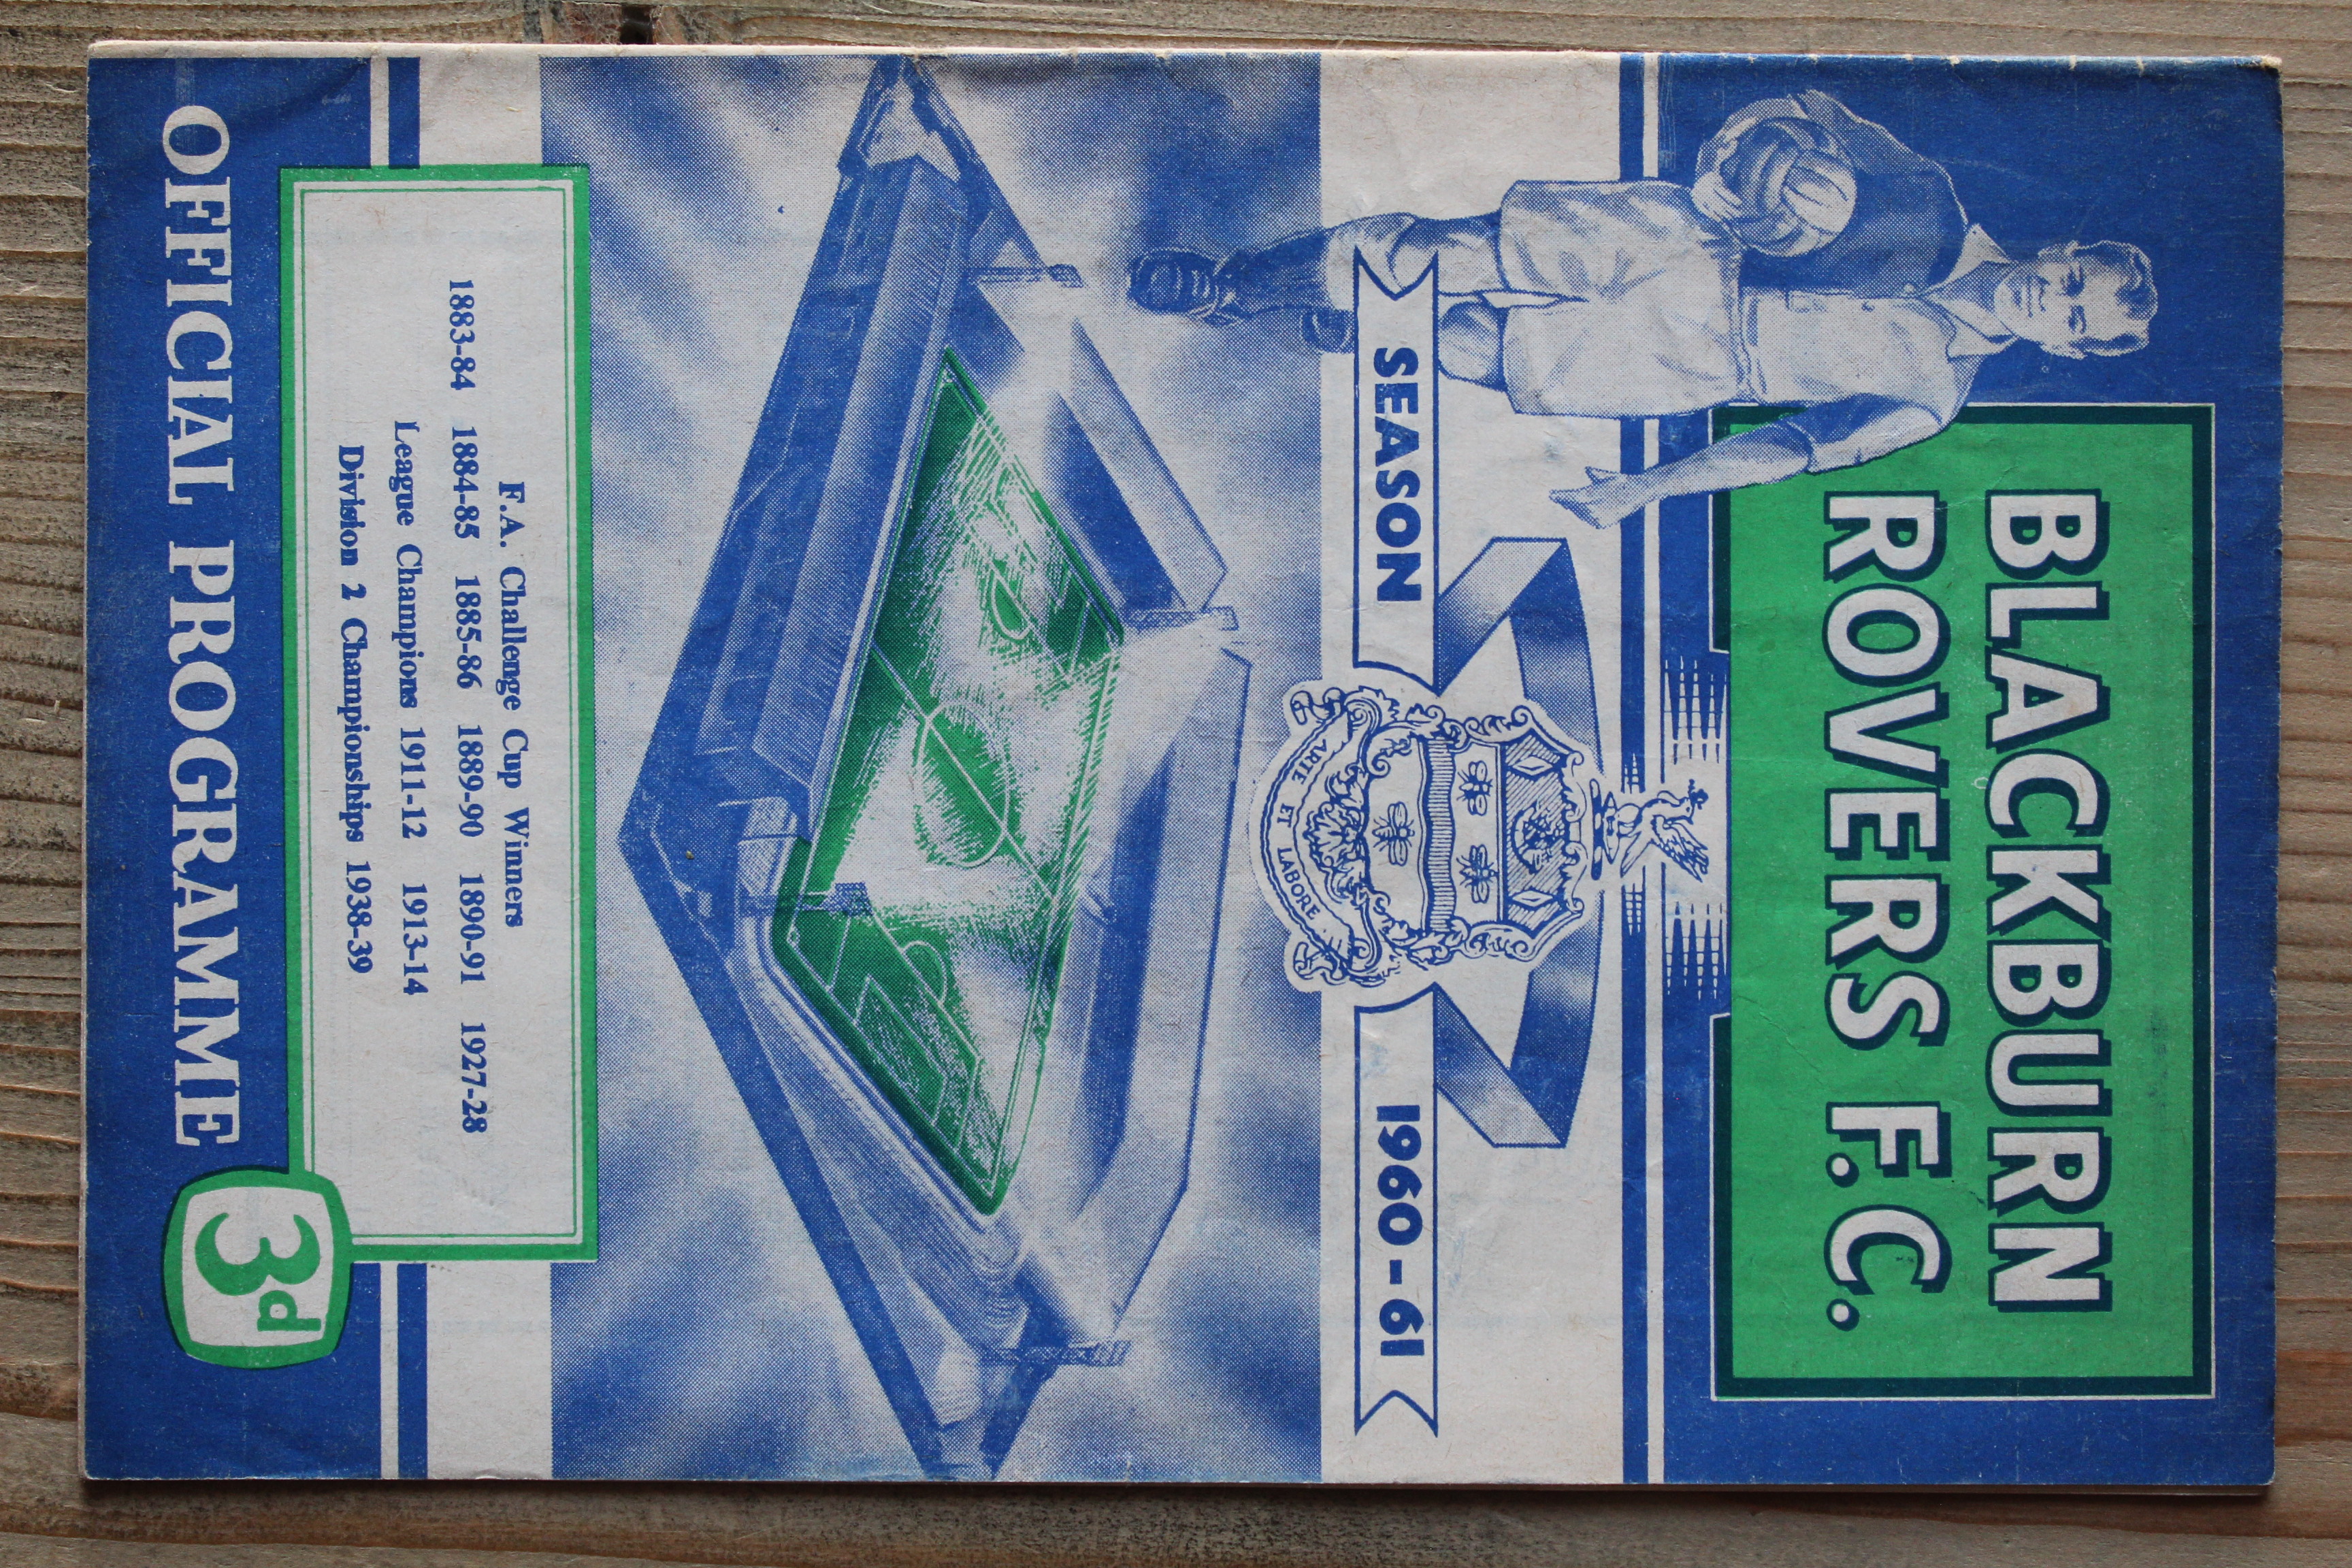 BLACKBURN
ROVERS F.C.
SEASON
1960-61
ARTE ET LABORE
F.A. Challenge Cup Winners
1883-84 1884-85 1885-86 1889-90 1890-91 1927-28
League Champions 1911-12 1913-14
Division 2 Championships 1938-39
OFFICIAL PROGRAMME
3d